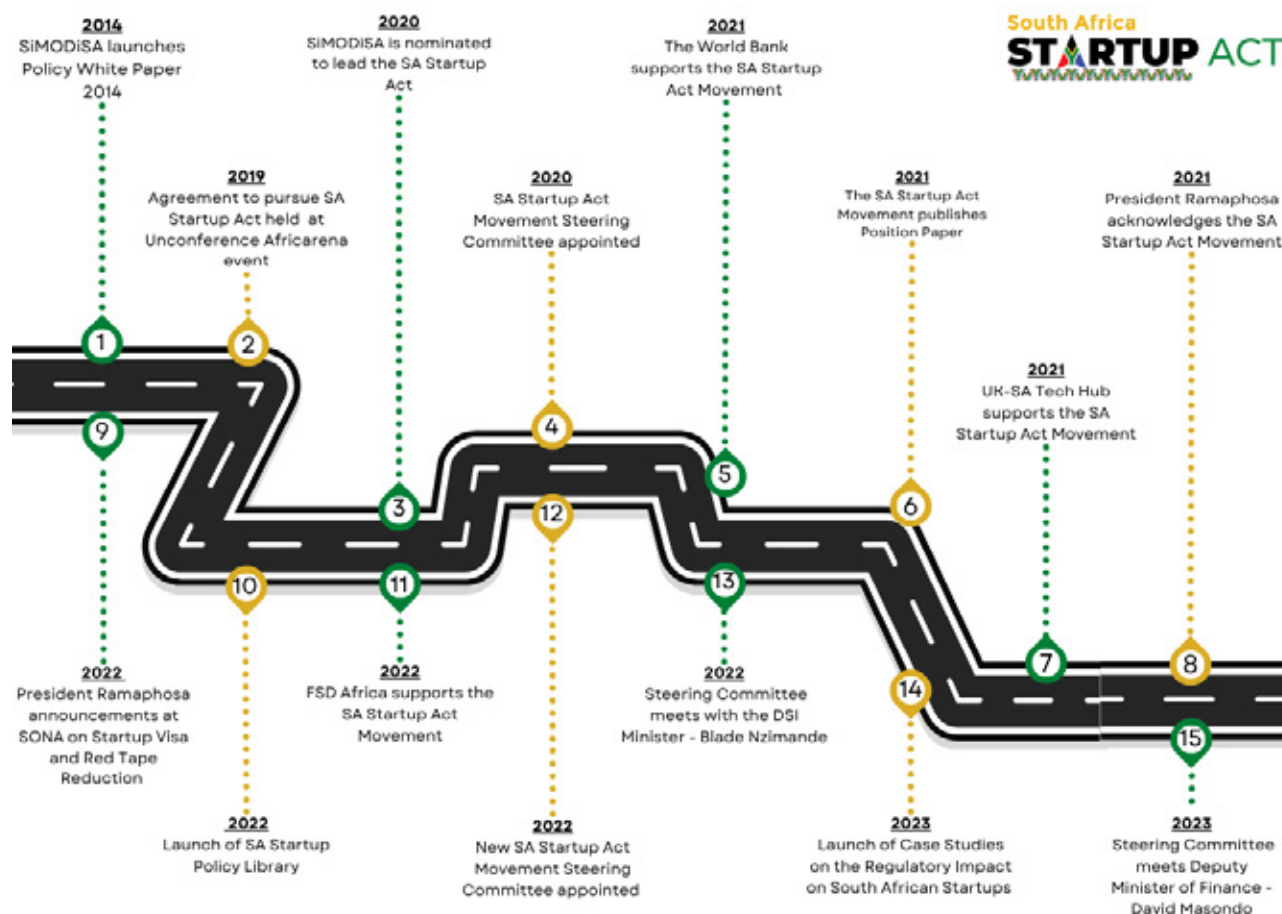 South Africa
STARTUP ACT
2014
SiMODiSA launches
Policy White Paper
2014
2019
Agreement to pursue SA
Startup Act held at
Unconference Africarena
event
2020
SiMODiSA is nominated
to lead the SA Startup
Act
2020
SA Startup Act
Movement Steering
Committee appointed
2021
The World Bank
supports the SA Startup
Act Movement
2021
The SA Startup Act
Movement publishes
Position Paper
2021
UK-SA Tech Hub
supports the SA
Startup Act Movement
2021
President Ramaphosa
acknowledges the SA
Startup Act Movement
1
2
3
4
5
6
7
8
9
10
11
12
13
14
15
2022
President Ramaphosa
announcements at
SONA on Startup Visa
and Red Tape
Reduction
2022
Launch of SA Startup
Policy Library
2022
FSD Africa supports the
SA Startup Act
Movement
2022
New SA Startup Act
Movement Steering
Committee appointed
2022
Steering Committee
meets with the DSI
Minister - Blade Nzimande
2023
Launch of Case Studies
on the Regulatory Impact
on South African Startups
2023
Steering Committee
meets Deputy
Minister of Finance -
David Masondo